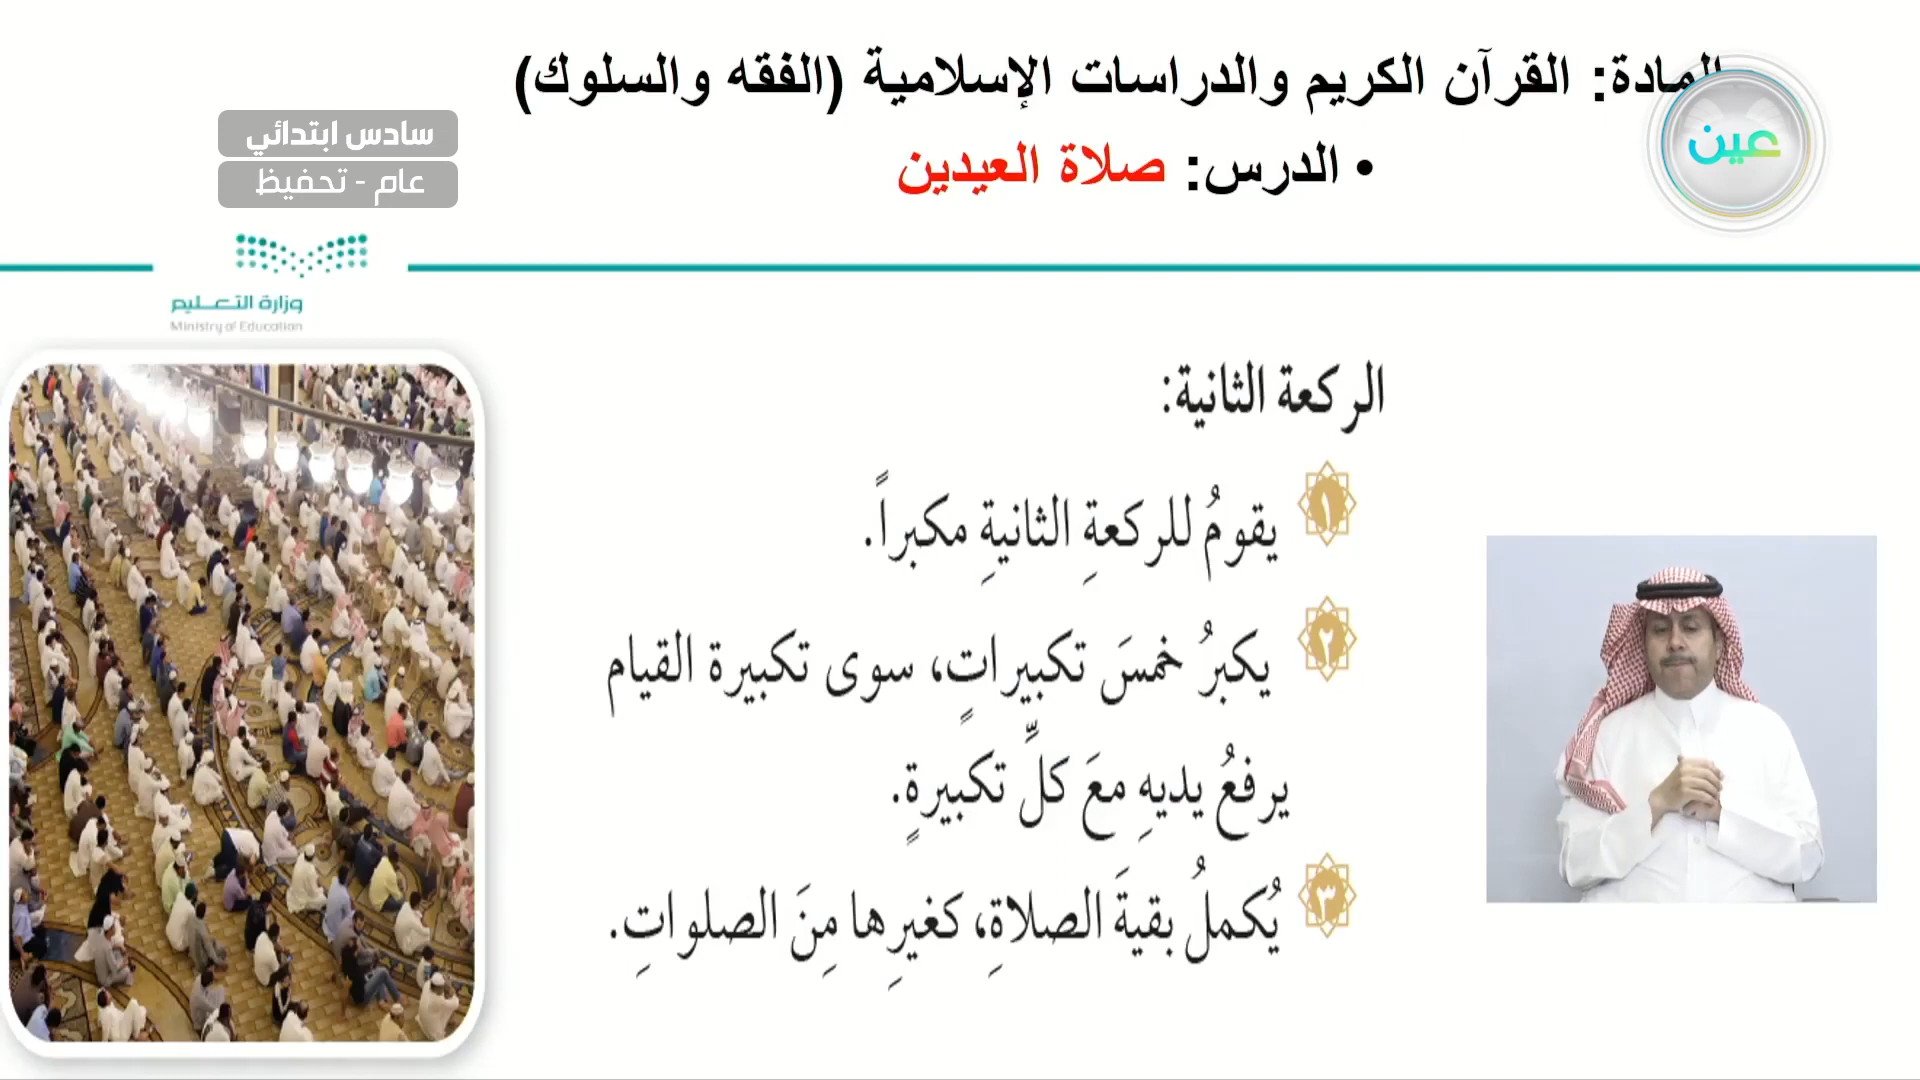 المادة: القرآن الكريم والدراسات الإسلامية (الفقه والسلوك)
• الدرس: صلاة العيدين
عين
سادس ابتدائي
عام - تحفيظ
وزارة التعليم
Ministry of Education
الركعة الثانية:
١ يقومُ للركعةِ الثانيةِ مكبراً.
٢ يكبرُ خمسَ تكبيراتٍ، سوى تكبيرة القيام
يرفعُ يديهِ معَ كلِّ تكبيرةٍ.
٣ يُكملُ بقيةَ الصلاةِ، كغيرِها مِنَ الصلواتِ.